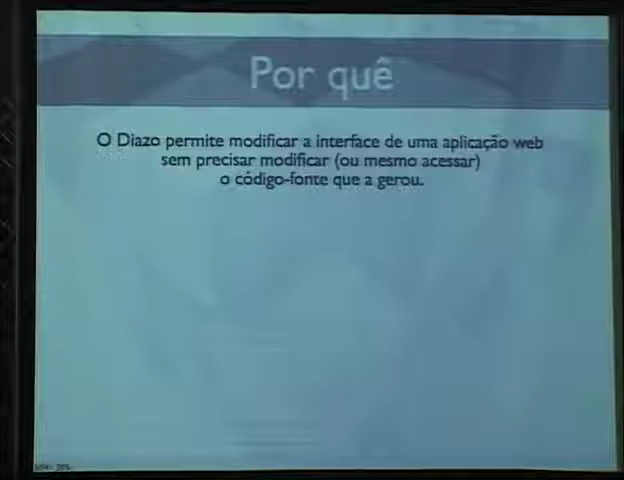 Por quê
O Diazo permite modificar a interface de uma aplicação web
sem precisar modificar (ou mesmo acessar)
o código-fonte que a gerou.